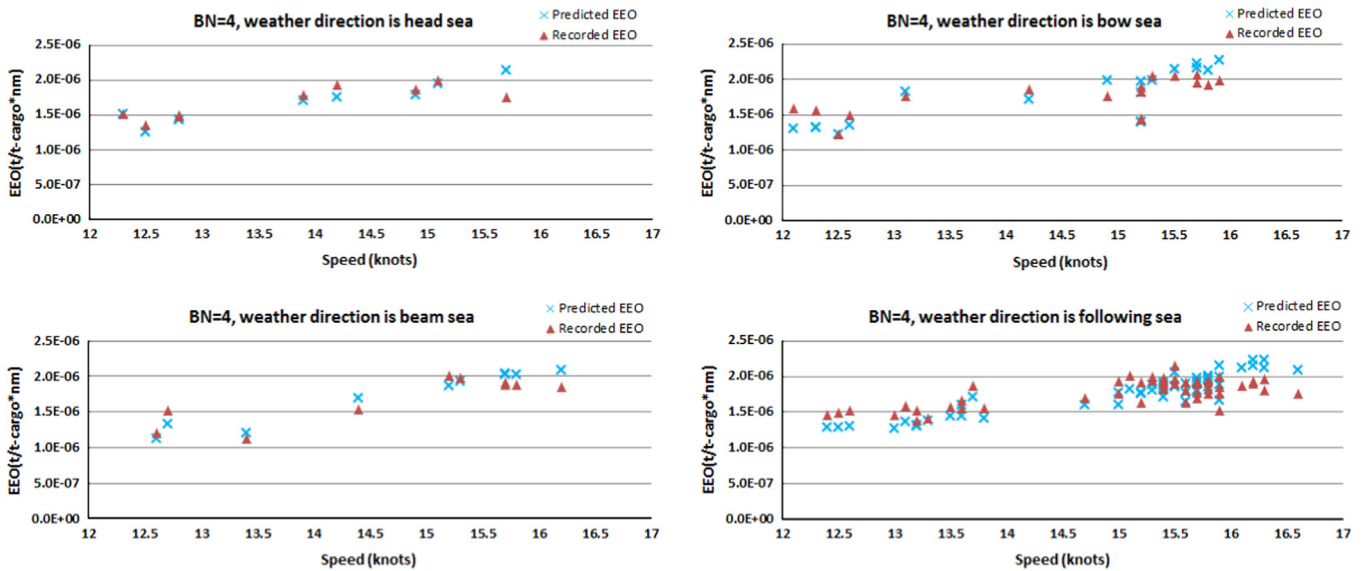 BN=4, weather direction is head sea
Predicted EEO
Recorded EEO
EEO(t/t-cargo*nm)
2.5E-06
2.0E-06
1.5E-06
1.0E-06
5.0E-07
0.0E+00
12 12.5 13 13.5 14 14.5 15 15.5 16 16.5 17
Speed (knots)
BN=4, weather direction is bow sea
Predicted EEO
Recorded EEO
EEO(t/t-cargo*nm)
2.5E-06
2.0E-06
1.5E-06
1.0E-06
5.0E-07
0.0E+00
12 12.5 13 13.5 14 14.5 15 15.5 16 16.5 17
Speed (knots)
BN=4, weather direction is beam sea
Predicted EEO
Recorded EEO
EEO(t/t-cargo*nm)
2.5E-06
2.0E-06
1.5E-06
1.0E-06
5.0E-07
0.0E+00
12 12.5 13 13.5 14 14.5 15 15.5 16 16.5 17
Speed (knots)
BN=4, weather direction is following sea
Predicted EEO
Recorded EEO
EEO(t/t-cargo*nm)
2.5E-06
2.0E-06
1.5E-06
1.0E-06
5.0E-07
0.0E+00
12 12.5 13 13.5 14 14.5 15 15.5 16 16.5 17
Speed (knots)